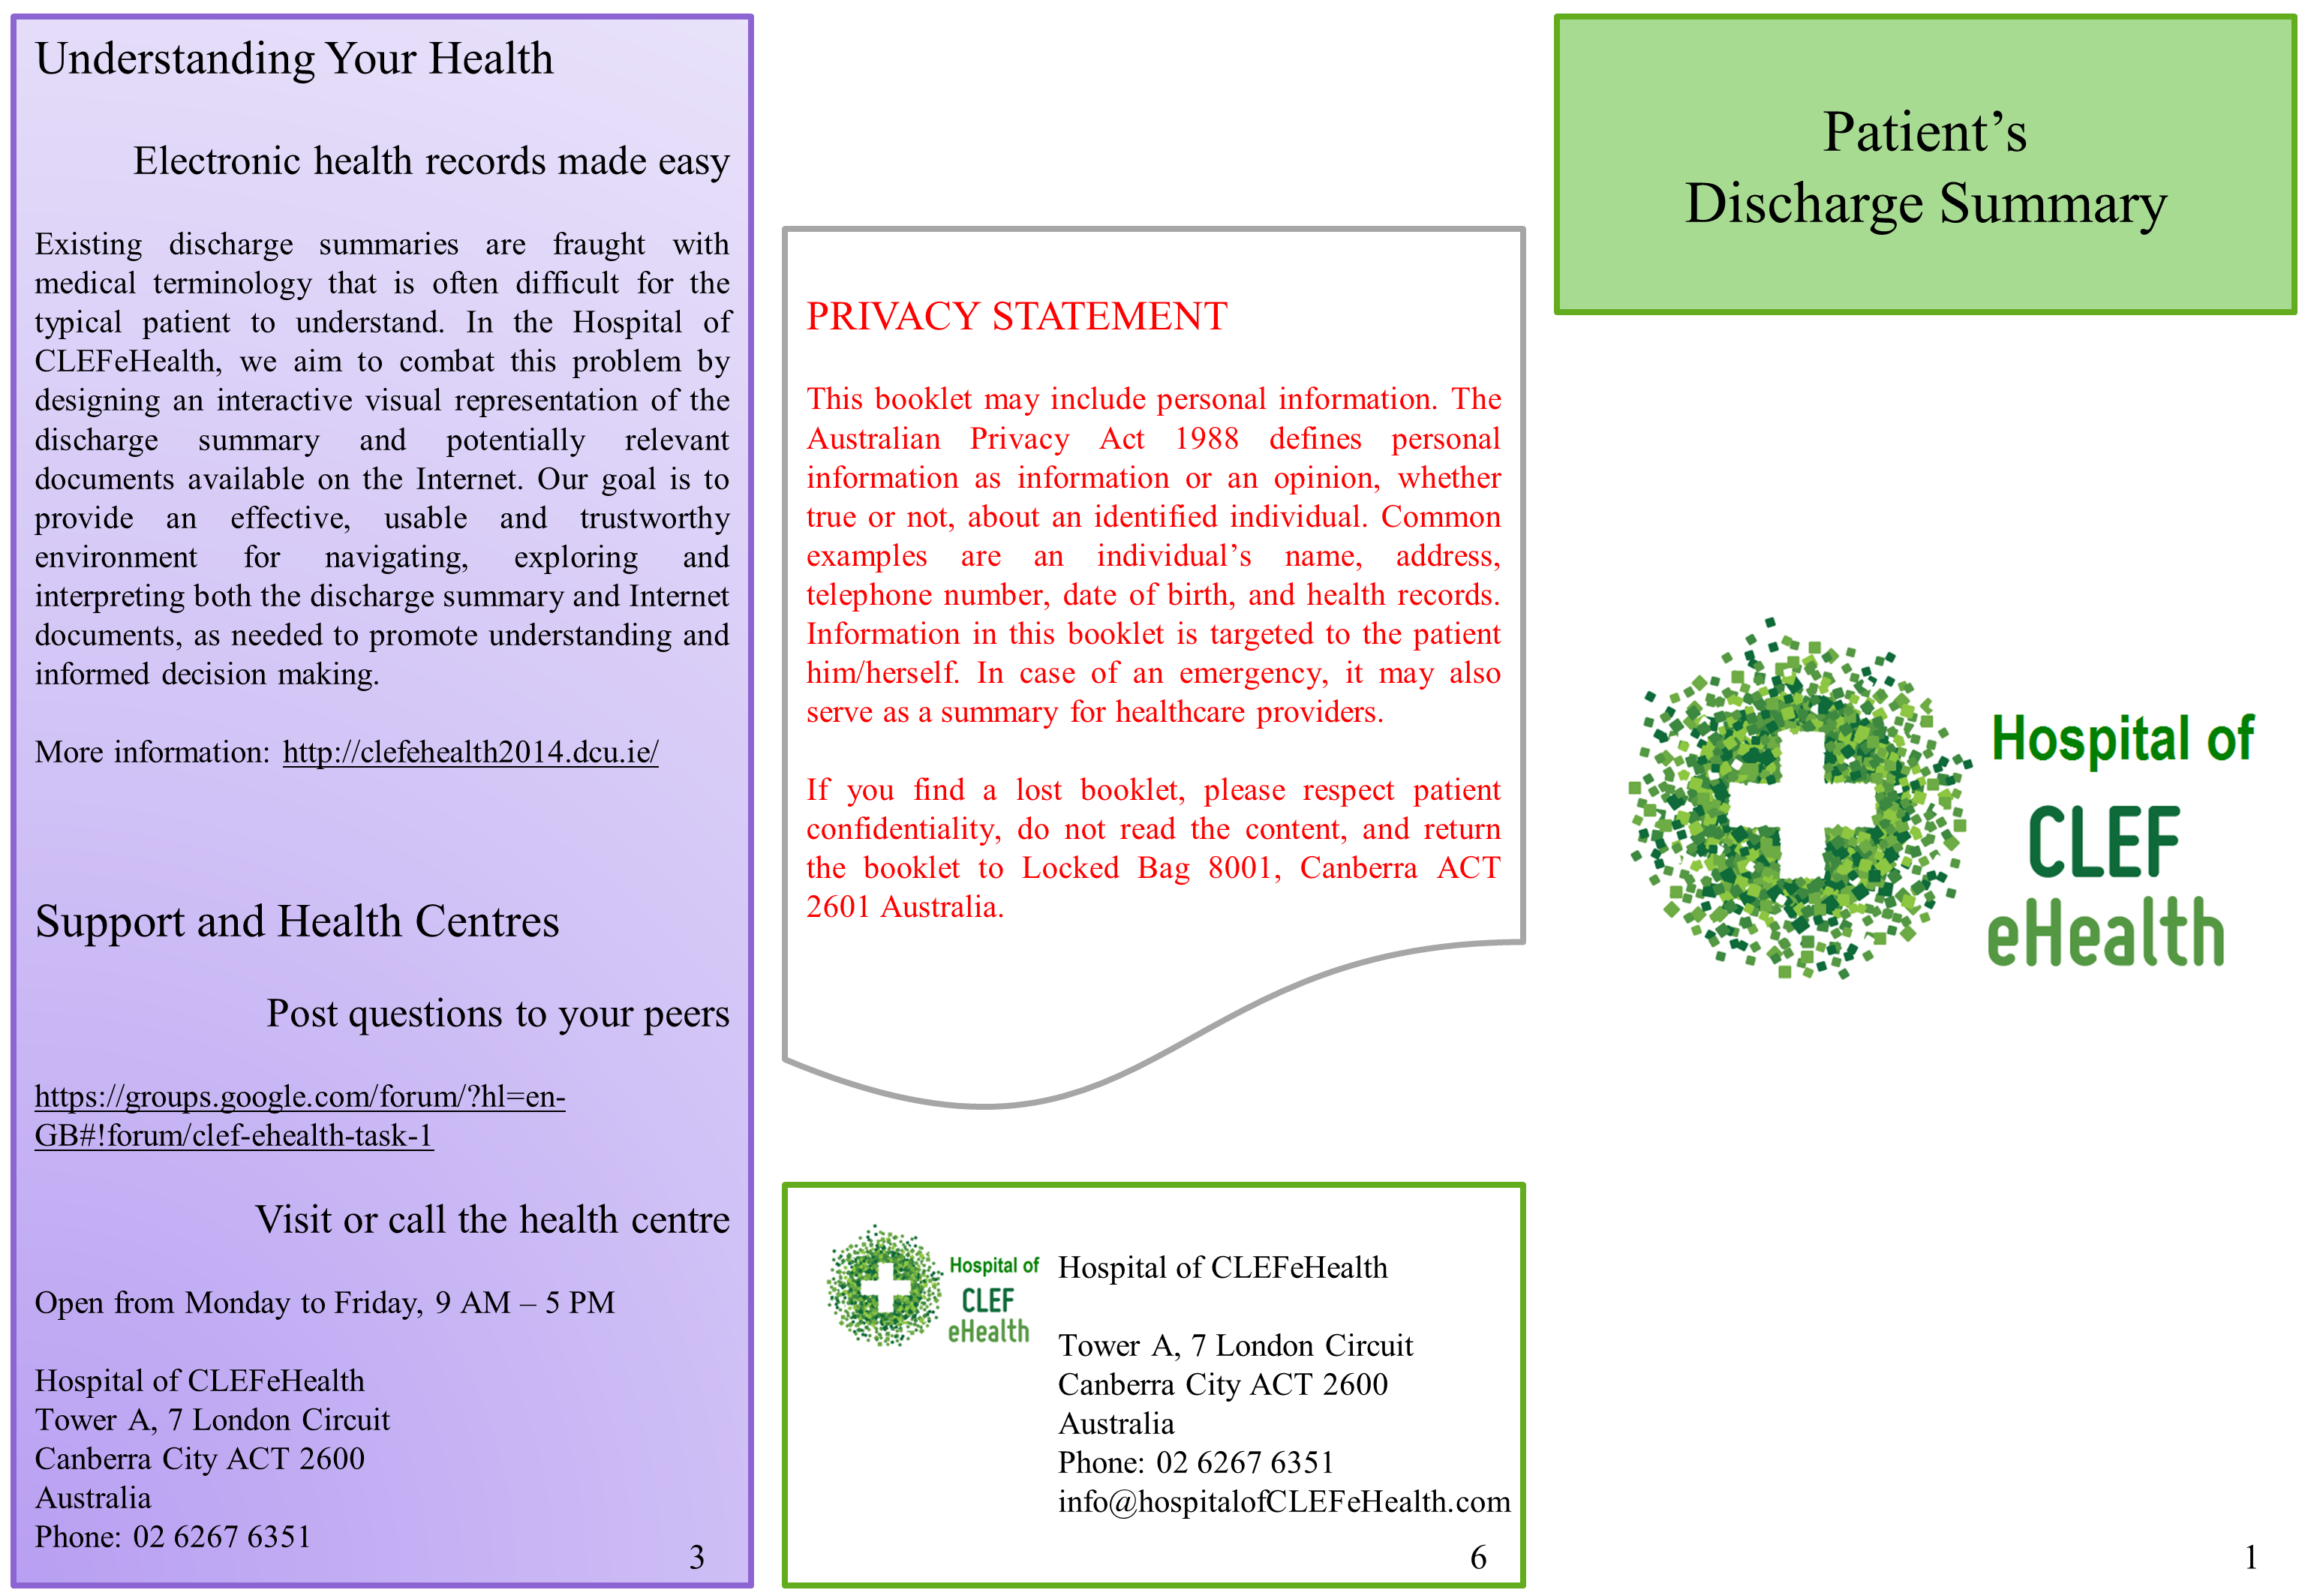 Understanding Your Health
Electronic health records made easy
Existing discharge summaries are fraught with
medical terminology that is often difficult for the
typical patient to understand. In the Hospital of
CLEFeHealth, we aim to combat this problem by
designing an interactive visual representation of the
discharge summary and potentially relevant
documents available on the Internet. Our goal is to
provide an effective, usable and trustworthy
environment for navigating, exploring and
interpreting both the discharge summary and Internet
documents, as needed to promote understanding and
informed decision making.
More information: http://clefehealth2014.dcu.ie/
Support and Health Centres
Post questions to your peers
https://groups.google.com/forum/?hl=en-
GB#!forum/clef-ehealth-task-1
Visit or call the health centre
Open from Monday to Friday, 9 AM – 5 PM
Hospital of CLEFeHealth
Tower A, 7 London Circuit
Canberra City ACT 2600
Australia
Phone: 02 6267 6351
3
PRIVACY STATEMENT
This booklet may include personal information. The
Australian Privacy Act 1988 defines personal
information as information or an opinion, whether
true or not, about an identified individual. Common
examples are an individual’s name, address,
telephone number, date of birth, and health records.
Information in this booklet is targeted to the patient
him/herself. In case of an emergency, it may also
serve as a summary for healthcare providers.
If you find a lost booklet, please respect patient
confidentiality, do not read the content, and return
the booklet to Locked Bag 8001, Canberra ACT
2601 Australia.
Hospital of
CLEF
eHealth
Hospital of CLEFeHealth
Tower A, 7 London Circuit
Canberra City ACT 2600
Australia
Phone: 02 6267 6351
info@hospitalofCLEFeHealth.com
6
Patient’s
Discharge Summary
Hospital of
CLEF
eHealth
1